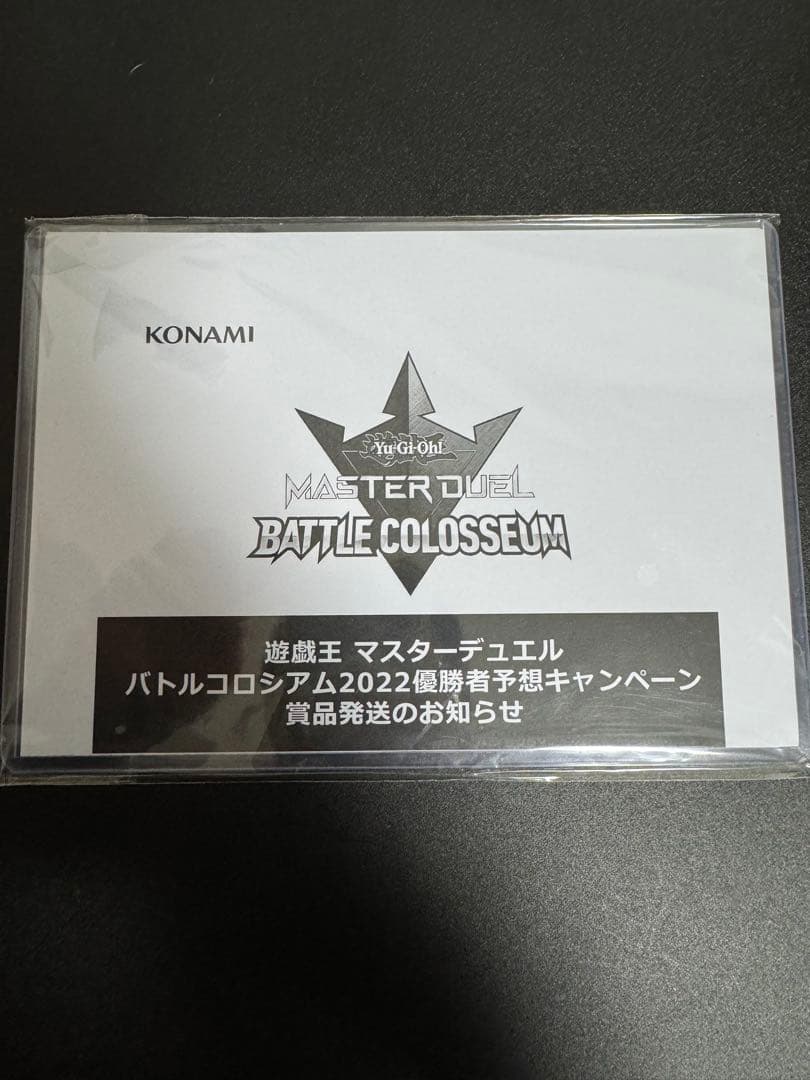 KONAMI
Yu-Gi-Oh!
MASTER DUEL
BATTLE COLOSSEUM
遊戯王 マスターデュエル
バトルコロシアム2022優勝者予想キャンペーン
賞品発送のお知らせ